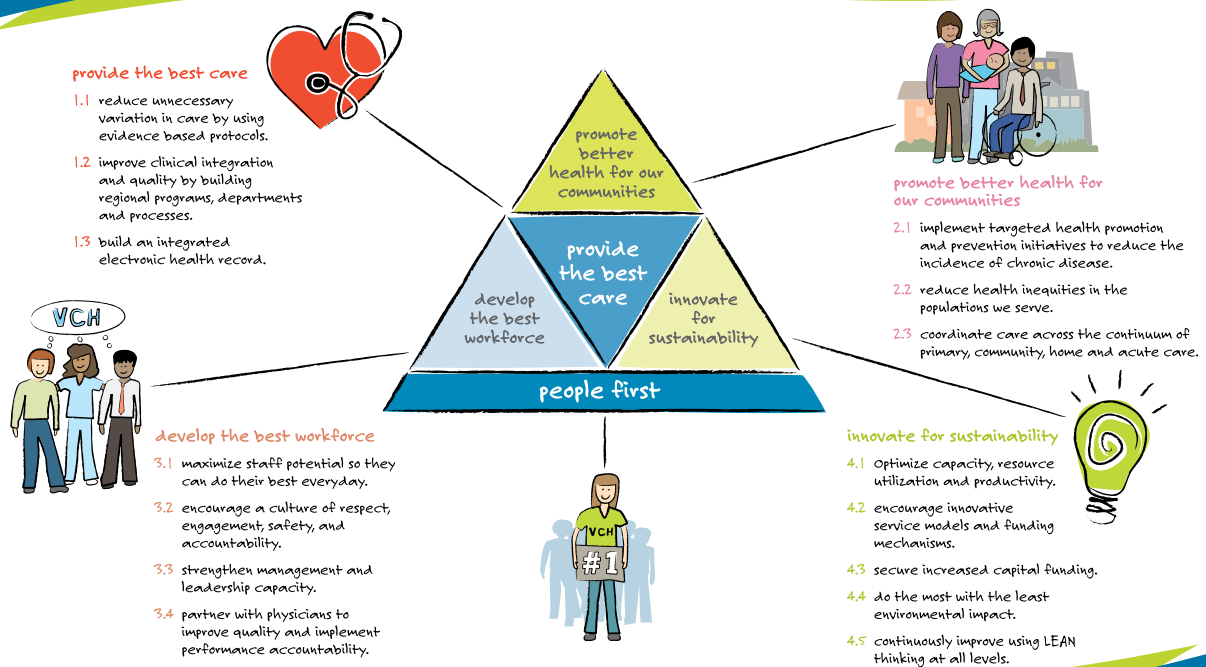 provide the best care
1.1 reduce unnecessary
variation in care by using
evidence based protocols.
1.2 improve clinical integration
and quality by building
regional programs, departments
and processes.
1.3 build an integrated
electronic health record.
promote
better
health for our
communities
provide
the best
care
develop
the best
workforce
innovate
for
sustainability
people first
promote better health for
our communities
2.1 implement targeted health promotion
and prevention initiatives to reduce the
incidence of chronic disease.
2.2 reduce health inequities in the
populations we serve.
2.3 coordinate care across the continuum of
primary, community, home and acute care.
VCH
develop the best workforce
3.1 maximize staff potential so they
can do their best everyday.
3.2 encourage a culture of respect,
engagement, safety, and
accountability.
3.3 strengthen management and
leadership capacity.
3.4 partner with physicians to
improve quality and implement
performance accountability.
VCH
#1
innovate for sustainability
4.1 Optimize capacity, resource
utilization and productivity.
4.2 encourage innovative
service models and funding
mechanisms.
4.3 secure increased capital funding.
4.4 do the most with the least
environmental impact.
4.5 continuously improve using LEAN
thinking at all levels.